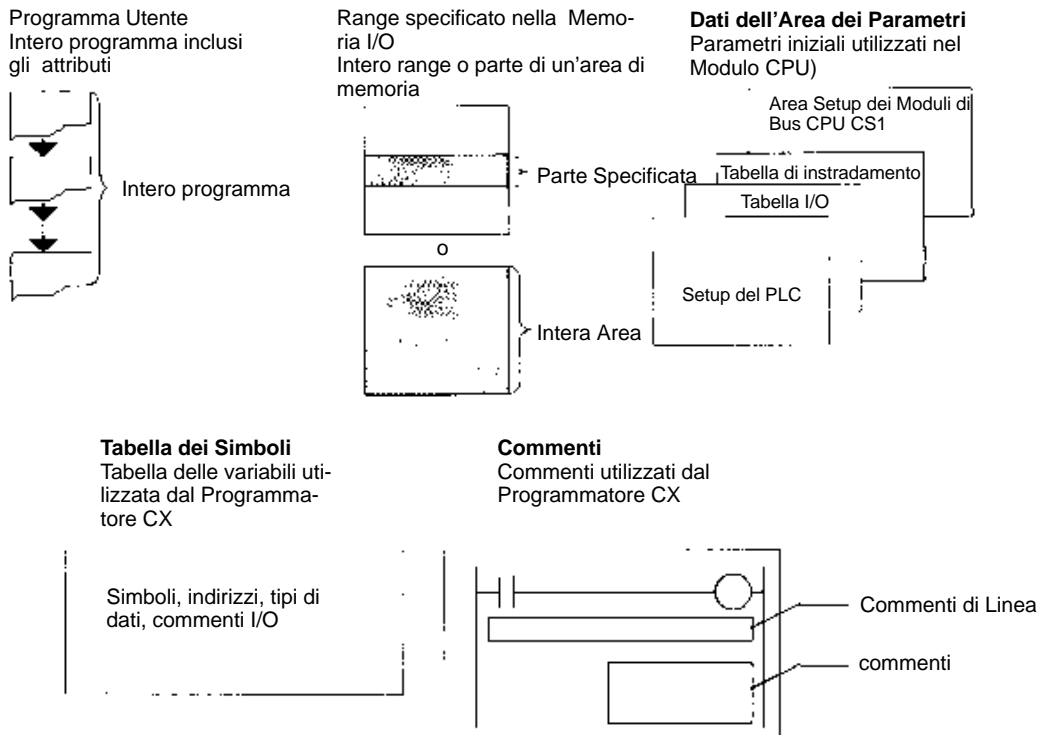 Programma Utente
Intero programma inclusi
gli attributi
Intero programma
Range specificato nella Memo-
ria I/O
Intero range o parte di un'area di
memoria
Parte Specificata
o
Intera Area
Dati dell'Area dei Parametri
Parametri iniziali utilizzati nel
Modulo CPU)
Area Setup dei Moduli di
Bus CPU CS1
Tabella di instradamento
Tabella I/O
Setup del PLC
Tabella dei Simboli
Tabella delle variabili uti-
lizzata dal Programma-
tore CX
Simboli, indirizzi, tipi di
dati, commenti I/O
Commenti
Commenti utilizzati dal
Programmatore CX
Commenti di Linea
commenti